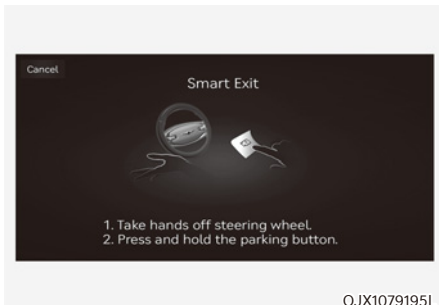 Cancel
Smart Exit
1. Take hands off steering wheel.
2. Press and hold the parking button.
OJX1079195L